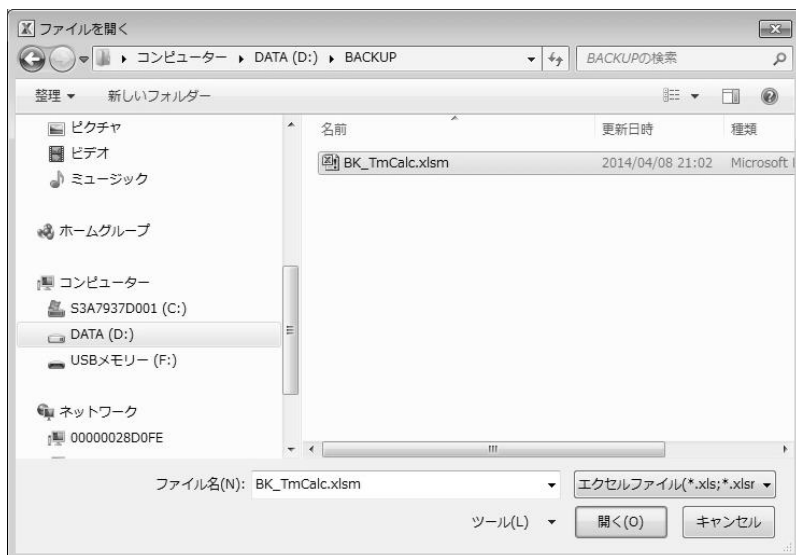 ファイルを開く
コンピューター ▸ DATA (D:) ▸ BACKUP
BACKUPの検索
整理 新しいフォルダー
名前 更新日時 種類
ピクチャ
ビデオ
ミュージック
ホームグループ
コンピューター
S3A7937D001 (C:)
DATA (D:)
USBメモリー (F:)
ネットワーク
00000028D0FE
BK_TmCalc.xlsm 2014/04/08 21:02 Microsoft
ファイル名(N): BK_TmCalc.xlsm エクセルファイル(*.xls;*.xlsr
ツール(L) 開く(O) キャンセル